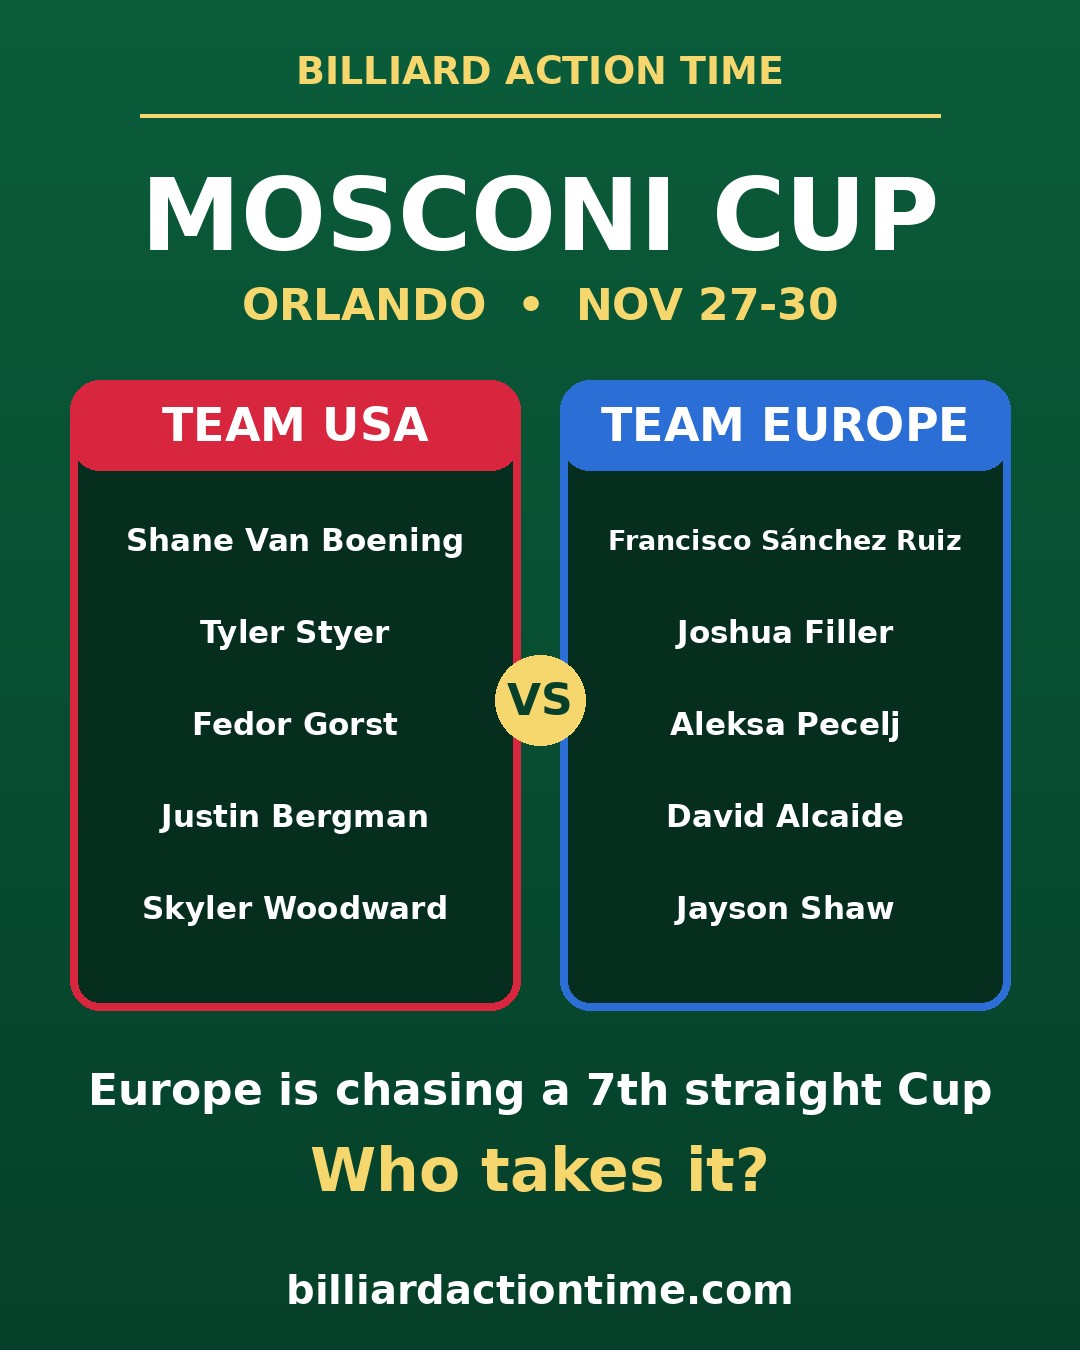 BILLIARD ACTION TIME
MOSCONI CUP
ORLANDO • NOV 27-30
TEAM USA
Shane Van Boening
Tyler Styer
Fedor Gorst
Justin Bergman
Skyler Woodward
VS
TEAM EUROPE
Francisco Sánchez Ruiz
Joshua Filler
Aleksa Pecelj
David Alcaide
Jayson Shaw
Europe is chasing a 7th straight Cup
Who takes it?
billiardactiontime.com